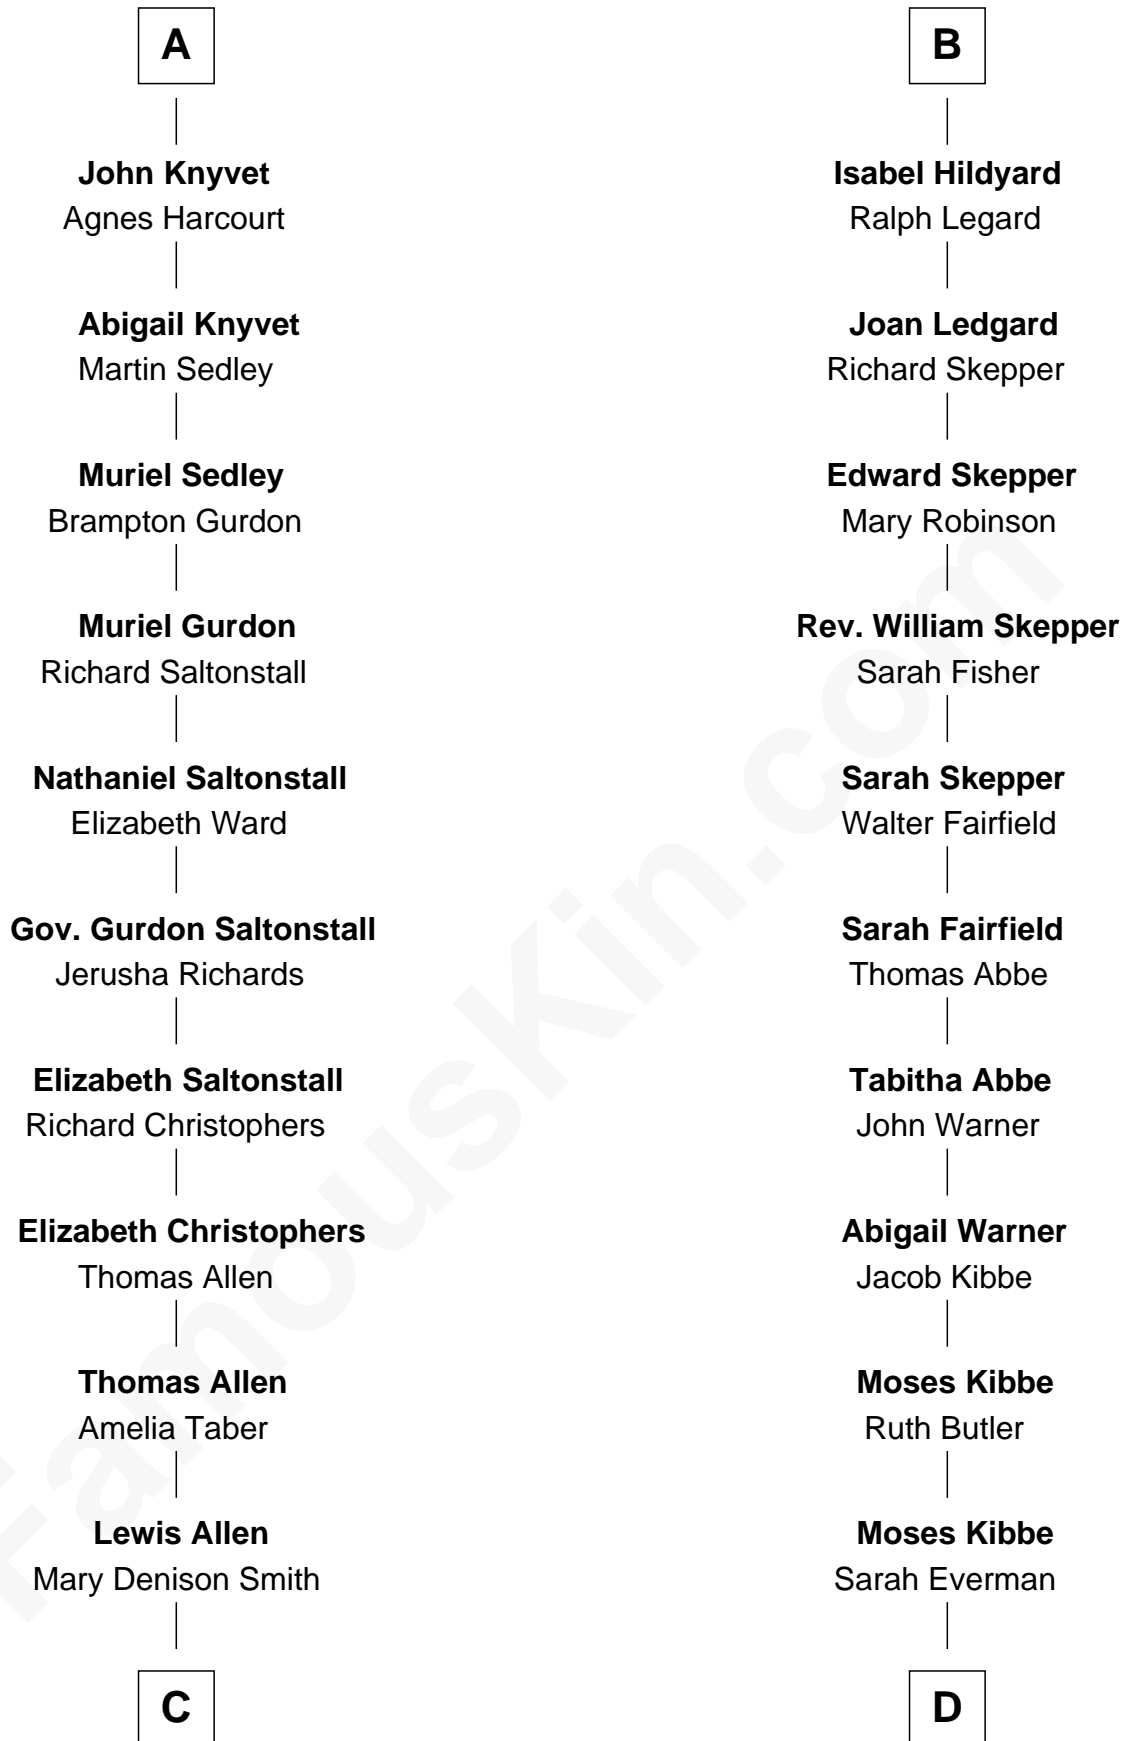 A
John Knyvet
Agnes Harcourt
Abigail Knyvet
Martin Sedley
Muriel Sedley
Brampton Gurdon
Muriel Gurdon
Richard Saltonstall
Nathaniel Saltonstall
Elizabeth Ward
Gov. Gurdon Saltonstall
Jerusha Richards
Elizabeth Saltonstall
Richard Christophers
Elizabeth Christophers
Thomas Allen
Thomas Allen
Amelia Taber
Lewis Allen
Mary Denison Smith
C
B
Isabel Hildyard
Ralph Legard
Joan Ledgard
Richard Skepper
Edward Skepper
Mary Robinson
Rev. William Skepper
Sarah Fisher
Sarah Skepper
Walter Fairfield
Sarah Fairfield
Thomas Abbe
Tabitha Abbe
John Warner
Abigail Warner
Jacob Kibbe
Moses Kibbe
Ruth Butler
Moses Kibbe
Sarah Everman
D
FamousKin.com